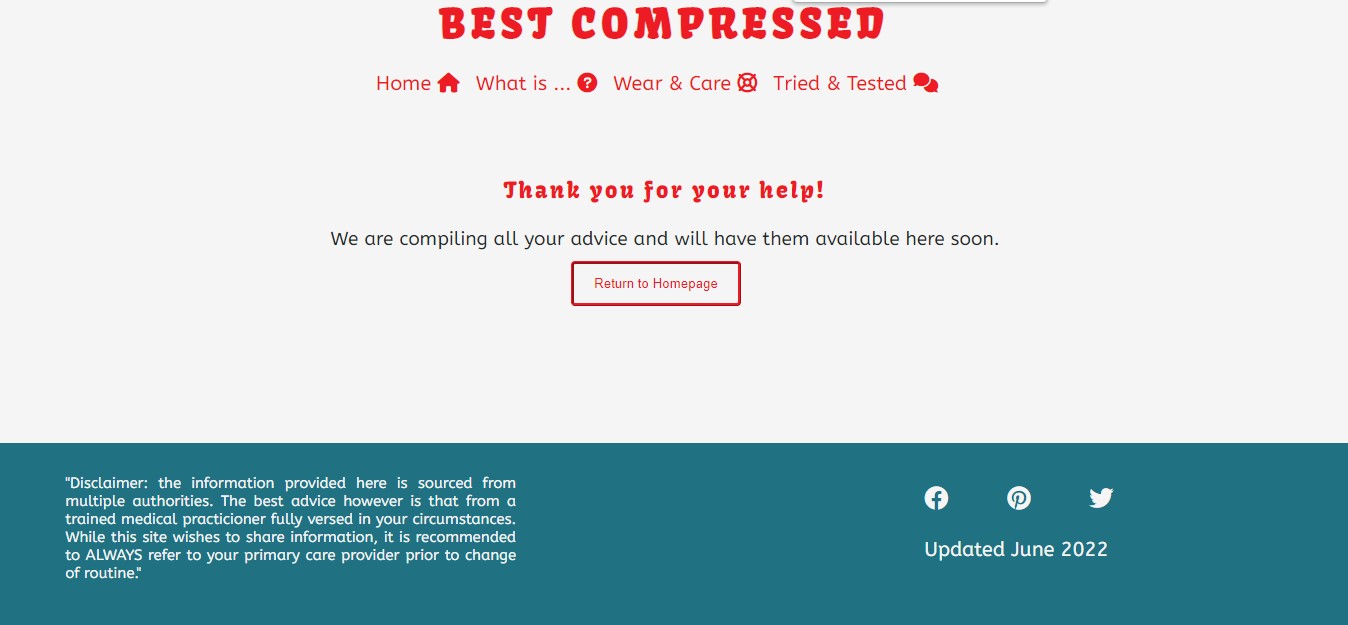 BEST COMPRESSED
Home What is ... Wear & Care Tried & Tested
Thank you for your help!
We are compiling all your advice and will have them available here soon.
Return to Homepage
"Disclaimer: the information provided here is sourced from
multiple authorities. The best advice however is that from a
trained medical practicioner fully versed in your circumstances.
While this site wishes to share information, it is recommended
to ALWAYS refer to your primary care provider prior to change
of routine."
Updated June 2022